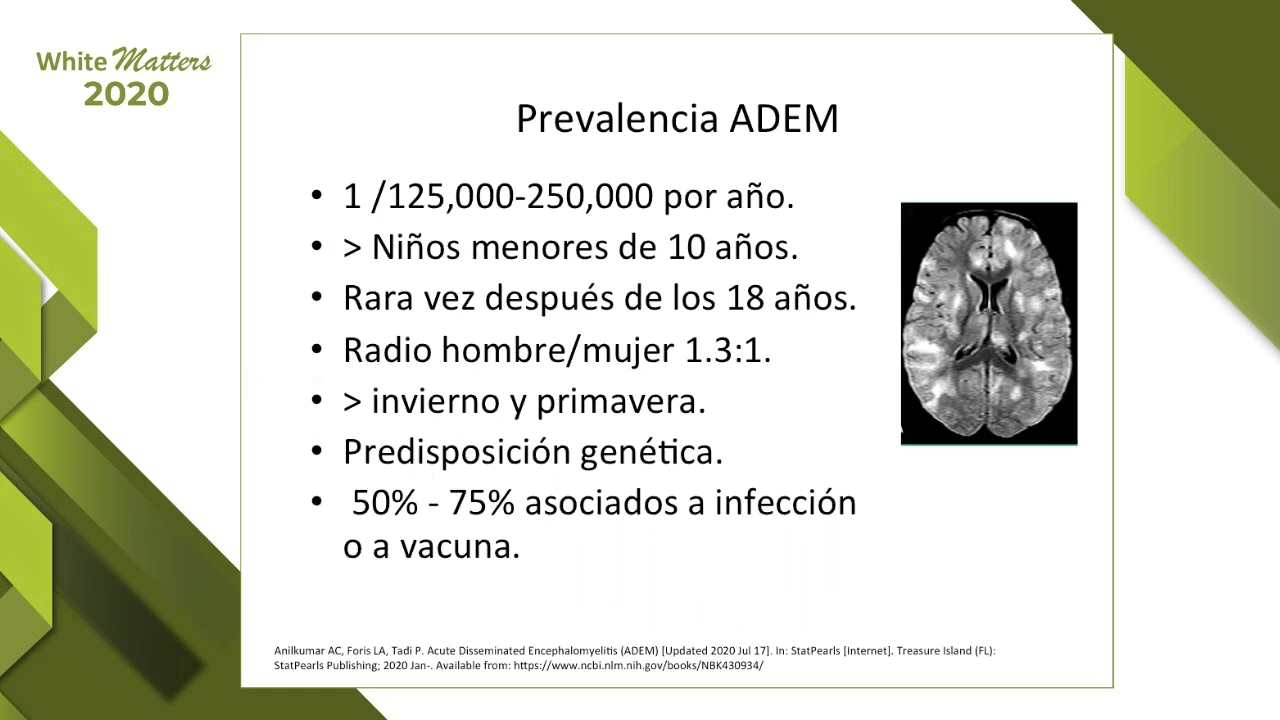 White Matters
2020
Prevalencia ADEM
• 1 /125,000-250,000 por año.
• > Niños menores de 10 años.
• Rara vez después de los 18 años.
• Radio hombre/mujer 1.3:1.
• > invierno y primavera.
• Predisposición genética.
• 50% - 75% asociados a infección
o a vacuna.
Anilkumar AC, Foris LA, Tadi P. Acute Disseminated Encephalomyelitis (ADEM) [Updated 2020 Jul 17]. In: StatPearls [Internet]. Treasure Island (FL):
StatPearls Publishing; 2020 Jan-. Available from: https://www.ncbi.nlm.nih.gov/books/NBK430934/